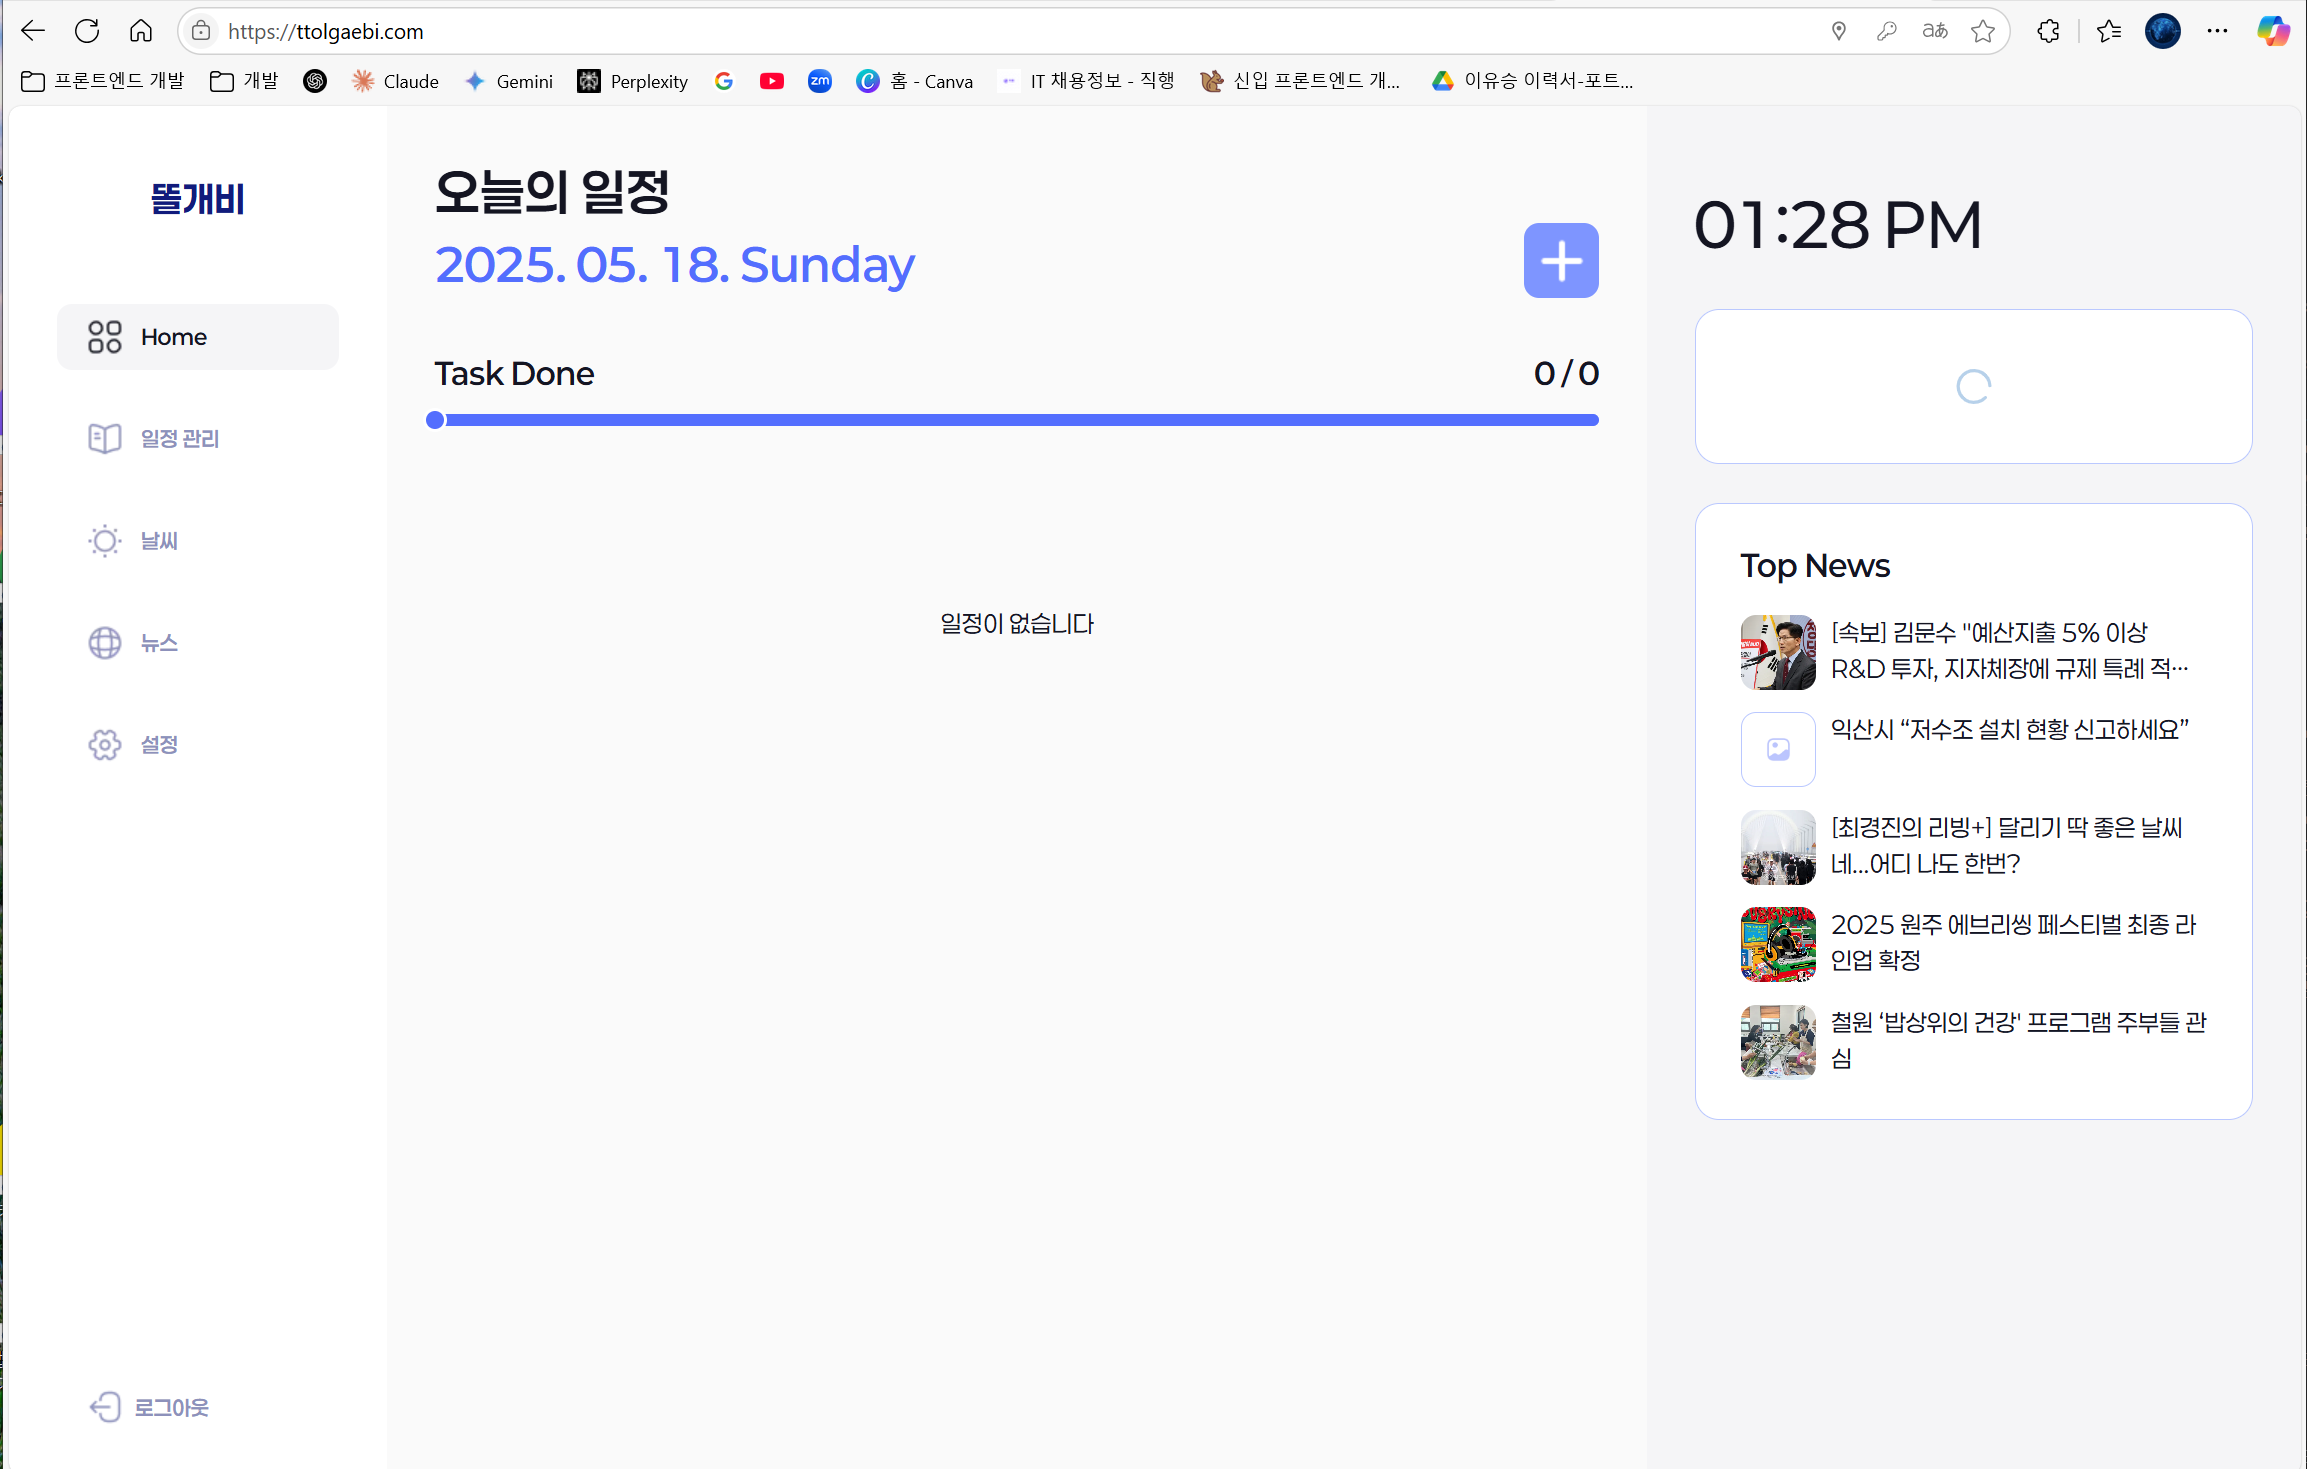 https://ttolgaebi.com
aあ
프론트엔드 개발
개발
Claude
Gemini
Perplexity
zm
홈 - Canva
IT 채용정보 - 직행
신입 프론트엔드 개...
이유승 이력서-포트...
똘개비
Home
일정 관리
날씨
뉴스
설정
로그아웃
오늘의 일정
2025. 05. 18. Sunday
Task Done
0 / 0
일정이 없습니다
01:28 PM
Top News
[속보] 김문수 "예산지출 5% 이상
R&D 투자, 지자체장에 규제 특례 적…
익산시 “저수조 설치 현황 신고하세요”
[최경진의 리빙+] 달리기 딱 좋은 날씨
네...어디 나도 한번?
2025 원주 에브리씽 페스티벌 최종 라
인업 확정
철원 ‘밥상위의 건강' 프로그램 주부들 관
심